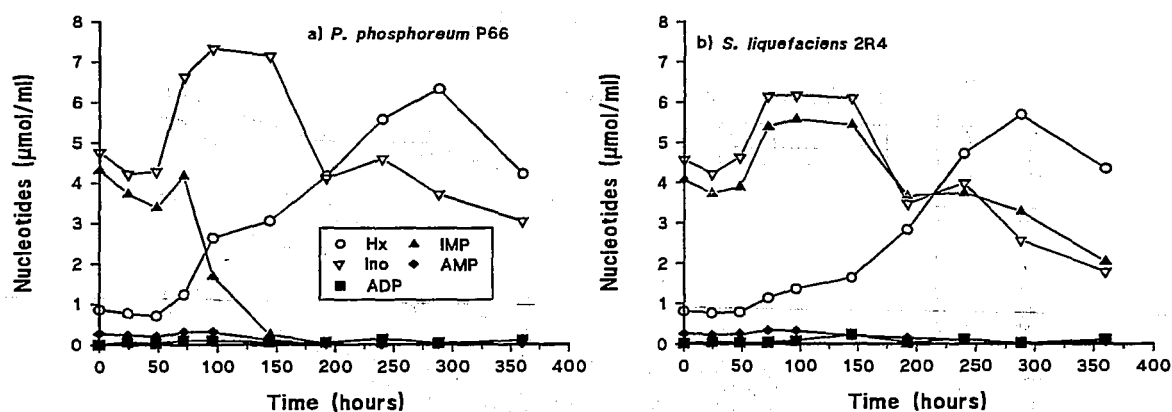 a) P. phosphoreum P66
Nucleotides (µmol/ml)
8
7
6
5
4
3
2
1
0
Hx
IMP
Ino
AMP
ADP
0 50 100 150 200 250 300 350 400
Time (hours)
b) S. liquefaciens 2R4
Nucleotides (µmol/ml)
8
7
6
5
4
3
2
1
0
0 50 100 150 200 250 300 350 400
Time (hours)